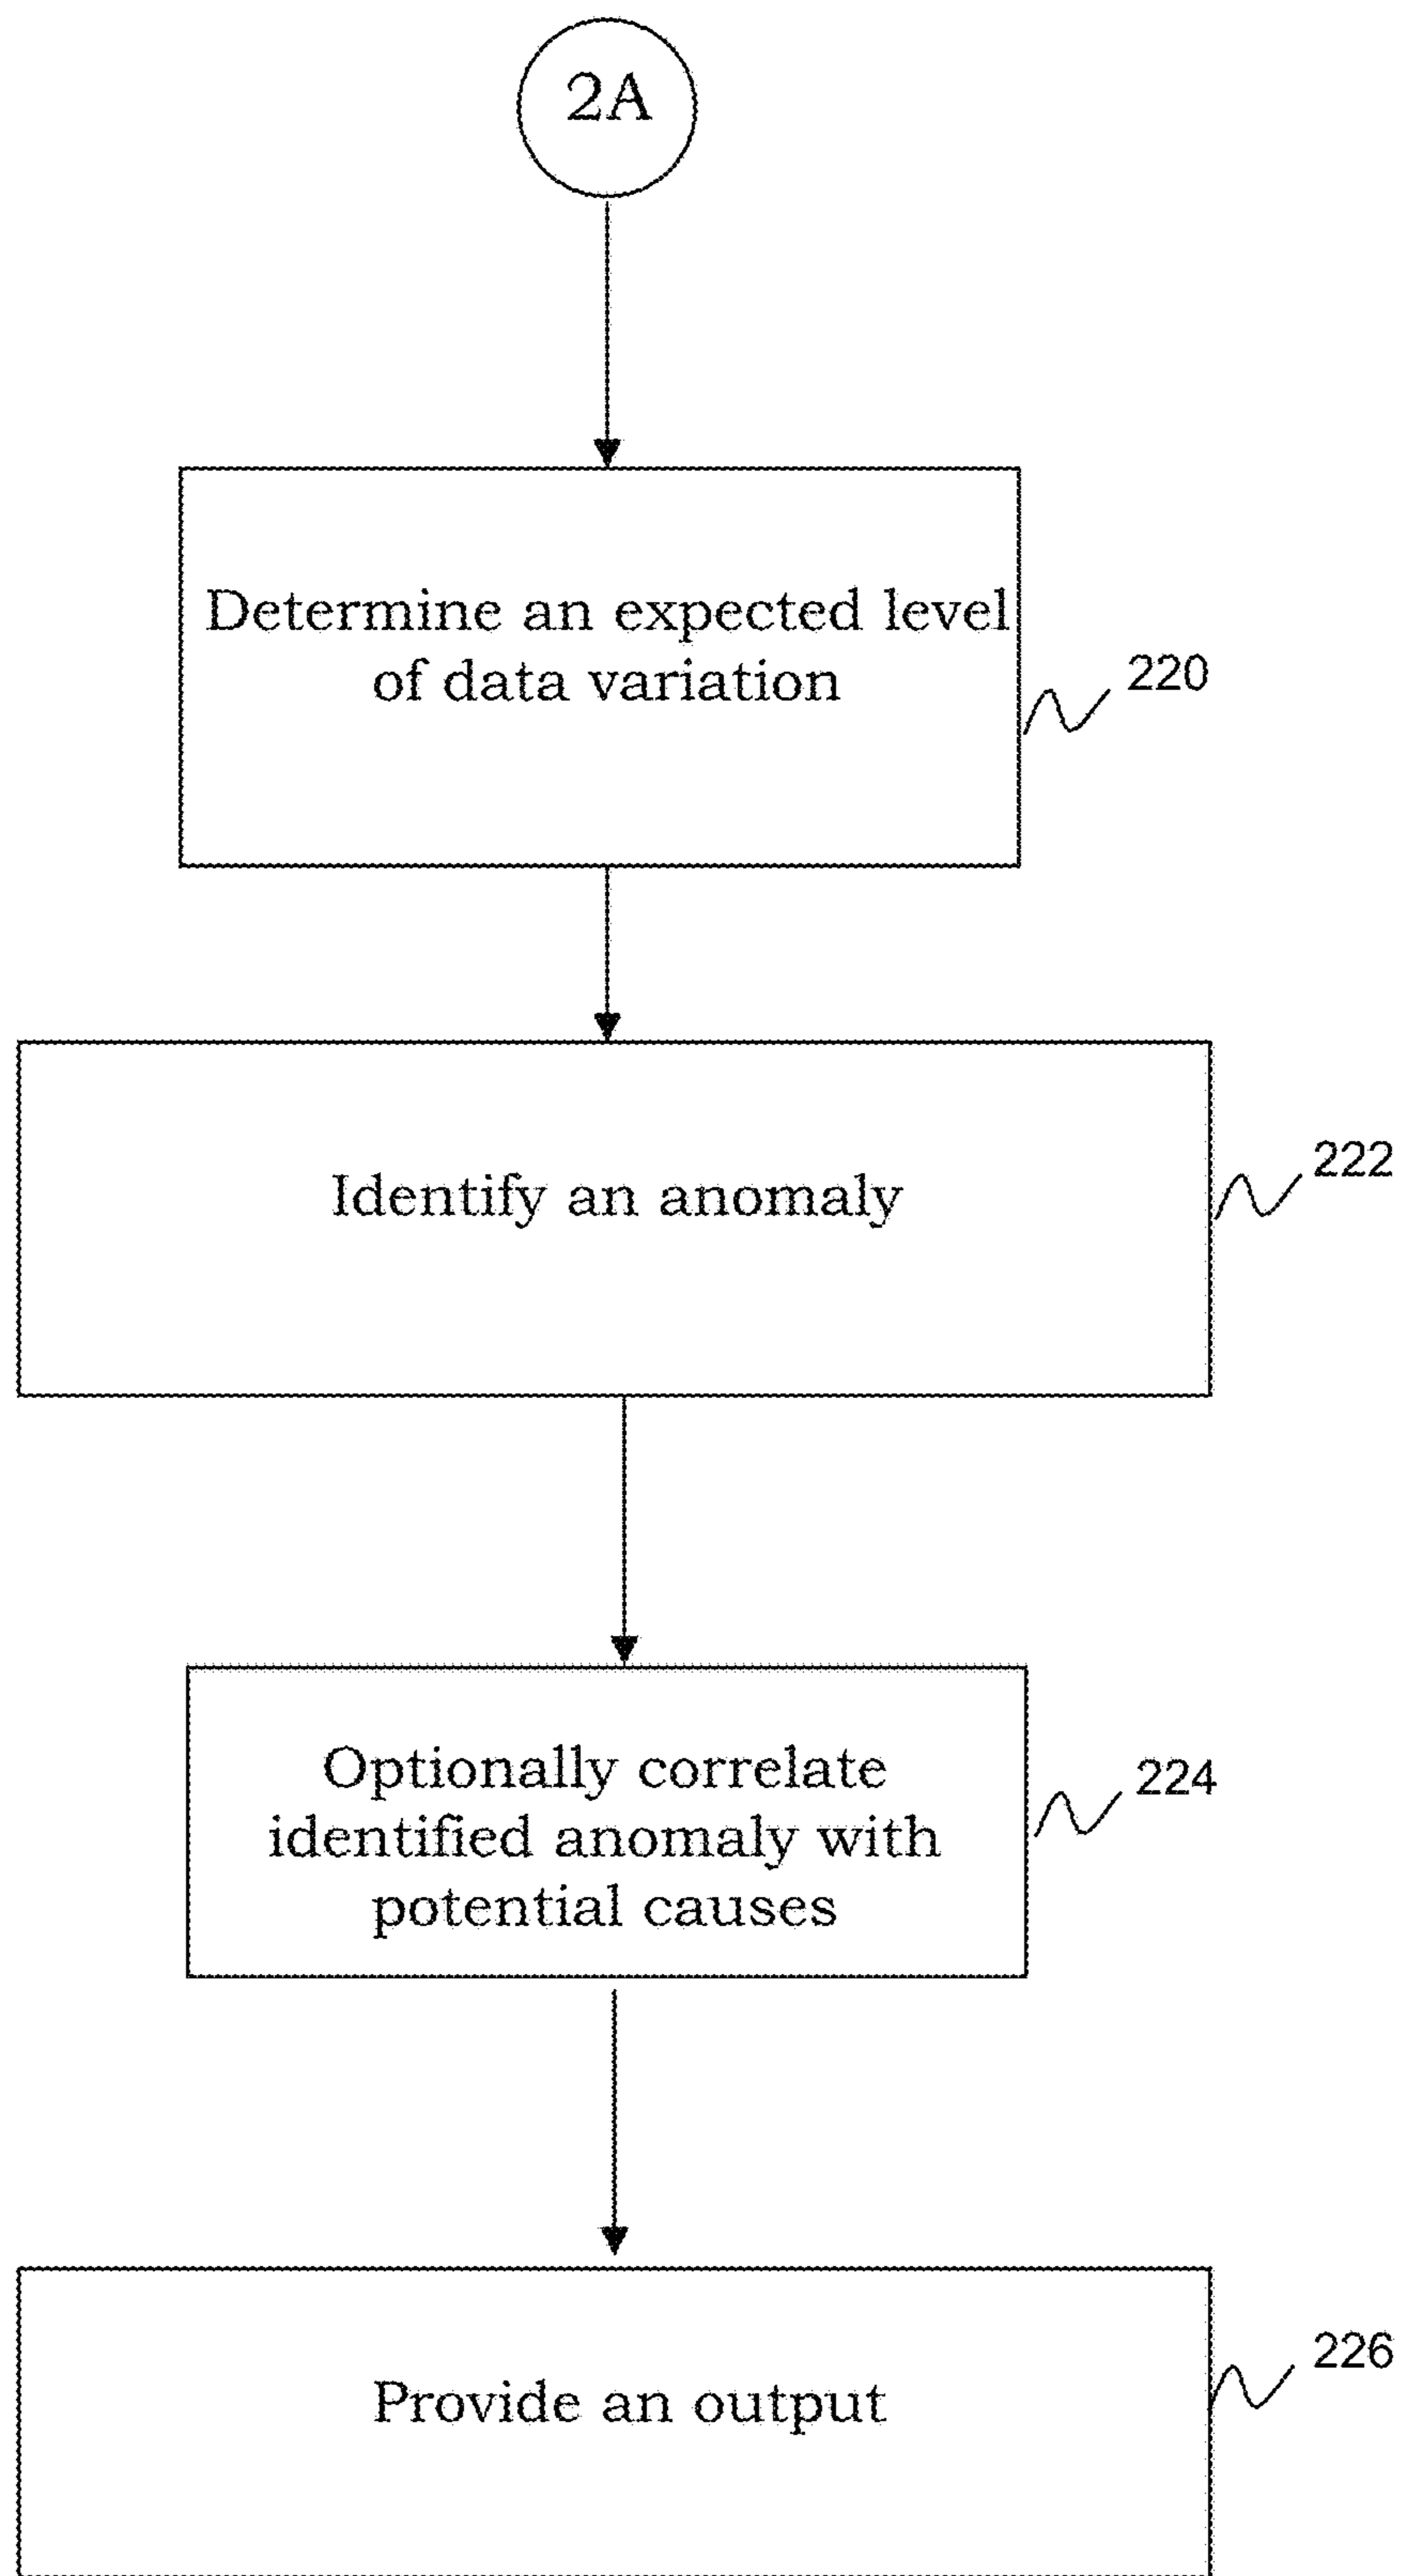 2A
Determine an expected level
of data variation
220
Identify an anomaly
222
Optionally correlate
identified anomaly with
potential causes
224
Provide an output
226